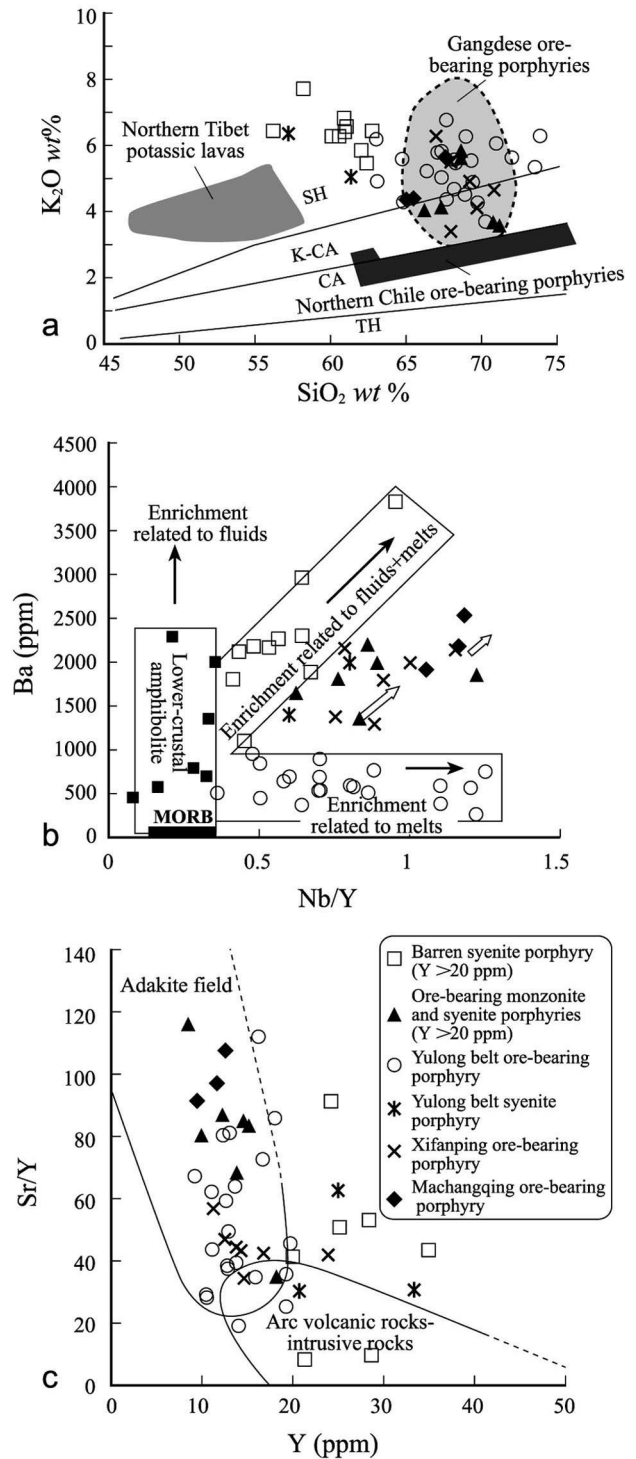 10
8
6
4
2
0
K2O wt%
Gangdese ore-
bearing porphyries
Northern Tibet
potassic lavas
SH
K-CA
CA
Northern Chile ore-bearing porphyries
TH
a
45
50
55
60
65
70
75
SiO2 wt %
4500
4000
3500
3000
2500
2000
1500
1000
500
0
Ba (ppm)
Enrichment
related to fluids
Lower-crustal
amphibolite
Enrichment related to fluids+melts
MORB
Enrichment
related to melts
b
0.5
1
1.5
Nb/Y
140
120
100
80
60
40
20
0
Sr/Y
Adakite field
Barren syenite porphyry
(Y >20 ppm)
Ore-bearing monzonite
and syenite porphyries
(Y >20 ppm)
Yulong belt ore-bearing
porphyry
Yulong belt syenite
porphyry
Xifanping ore-bearing
porphyry
Machangqing ore-bearing
porphyry
Arc volcanic rocks-
intrusive rocks
c
0
10
20
30
40
50
Y (ppm)